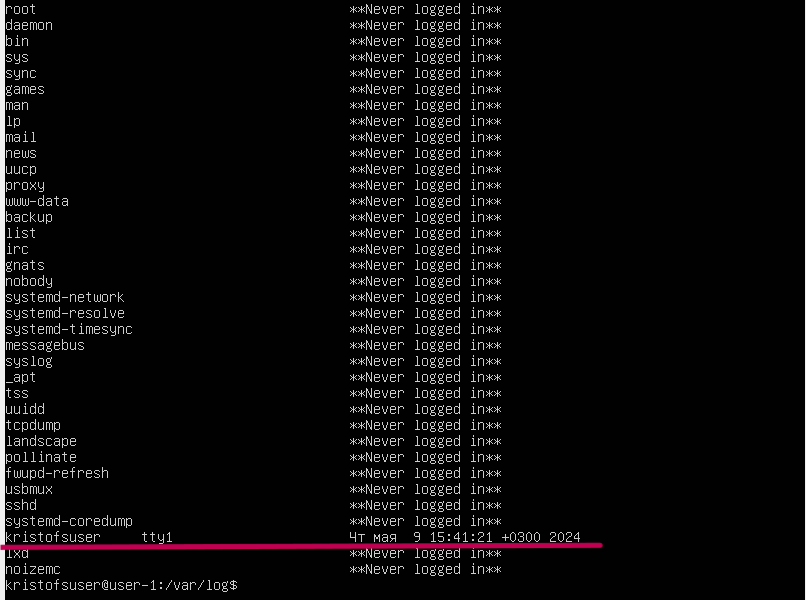 root **Never logged in**
daemon **Never logged in**
bin **Never logged in**
sys **Never logged in**
sync **Never logged in**
games **Never logged in**
man **Never logged in**
lp **Never logged in**
mail **Never logged in**
news **Never logged in**
uucp **Never logged in**
proxy **Never logged in**
www-data **Never logged in**
backup **Never logged in**
list **Never logged in**
irc **Never logged in**
gnats **Never logged in**
nobody **Never logged in**
systemd-network **Never logged in**
systemd-resolve **Never logged in**
systemd-timesync **Never logged in**
messagebus **Never logged in**
syslog **Never logged in**
_apt **Never logged in**
tss **Never logged in**
uuidd **Never logged in**
tcpdump **Never logged in**
landscape **Never logged in**
pollinate **Never logged in**
fwupd-refresh **Never logged in**
usbmux **Never logged in**
sshd **Never logged in**
systemd-coredump **Never logged in**
kristofsuser tty1 Чт мая 9 15:41:21 +0300 2024
lxd **Never logged in**
noizemc **Never logged in**
kristofsuser@user-1:/var/log$